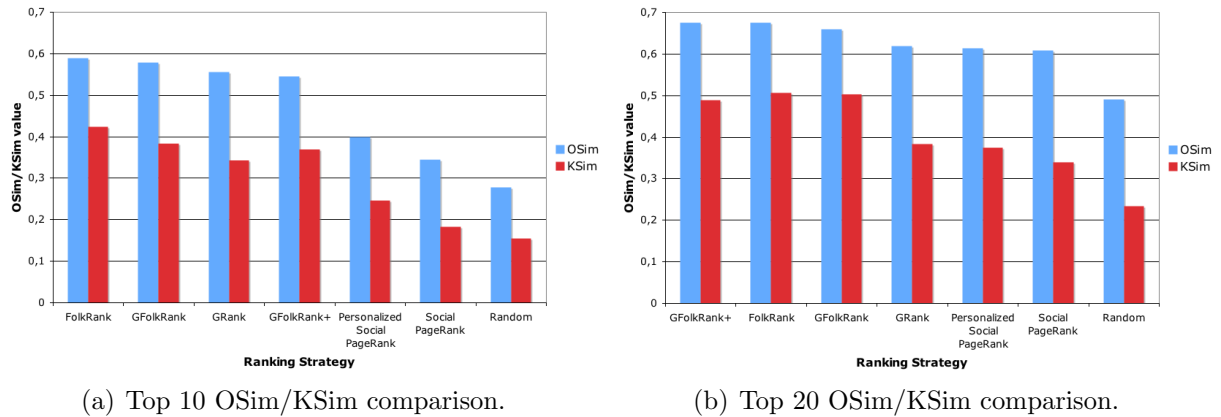 0,7
0,6
0,5
0,4
0,3
0,2
0,1
0
OSim/KSim value
FolkRank GFolkRank GRank GFolkRank+ Personalized Social PageRank Social PageRank Random
Ranking Strategy
OSim
KSim
(a) Top 10 OSim/KSim comparison.
0,7
0,6
0,5
0,4
0,3
0,2
0,1
0
OSim/KSim value
GFolkRank+ FolkRank GFolkRank GRank Personalized Social PageRank Social PageRank Random
Ranking Strategy
OSim
KSim
(b) Top 20 OSim/KSim comparison.